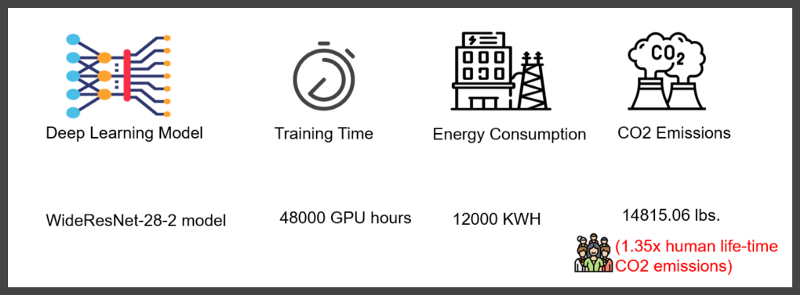 CO2
Deep Learning Model
Training Time
Energy Consumption
CO2 Emissions
WideResNet-28-2 model
48000 GPU hours
12000 KWH
14815.06 lbs.
(1.35x human life-time
CO2 emissions)